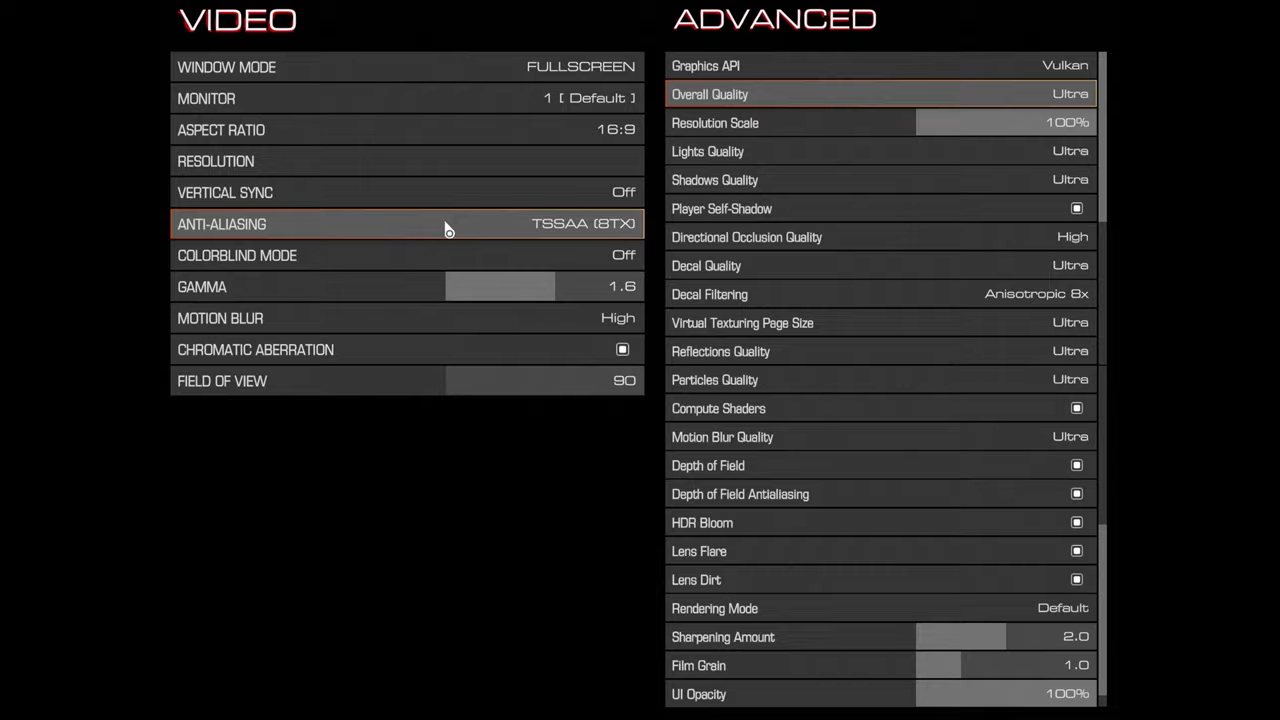 VIDEO
WINDOW MODE FULLSCREEN
MONITOR 1 [ Default ]
ASPECT RATIO 16:9
RESOLUTION
VERTICAL SYNC Off
ANTI-ALIASING TSSAA (8TX)
COLORBLIND MODE Off
GAMMA 1.6
MOTION BLUR High
CHROMATIC ABERRATION
FIELD OF VIEW 90
ADVANCED
Graphics API Vulkan
Overall Quality Ultra
Resolution Scale 100%
Lights Quality Ultra
Shadows Quality Ultra
Player Self-Shadow
Directional Occlusion Quality High
Decal Quality Ultra
Decal Filtering Anisotropic 8x
Virtual Texturing Page Size Ultra
Reflections Quality Ultra
Particles Quality Ultra
Compute Shaders
Motion Blur Quality Ultra
Depth of Field
Depth of Field Antialiasing
HDR Bloom
Lens Flare
Lens Dirt
Rendering Mode Default
Sharpening Amount 2.0
Film Grain 1.0
UI Opacity 100%